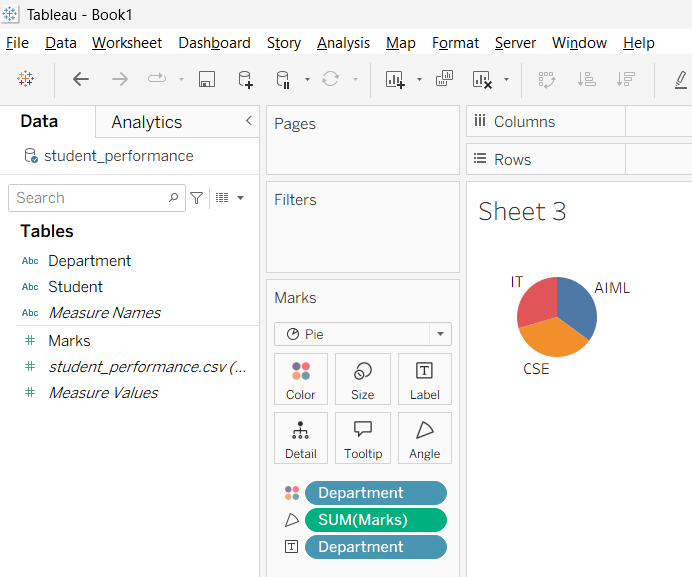 Tableau - Book1
File Data Worksheet Dashboard Story Analysis Map Format Server Window Help
Data Analytics
student_performance
Search
Tables
Abc Department
Abc Student
Abc Measure Names
# Marks
# student_performance.csv (...
# Measure Values
Pages
Filters
Marks
Pie
Color Size Label
Detail Tooltip Angle
Department
SUM(Marks)
T Department
Columns
Rows
Sheet 3
IT AIML
CSE